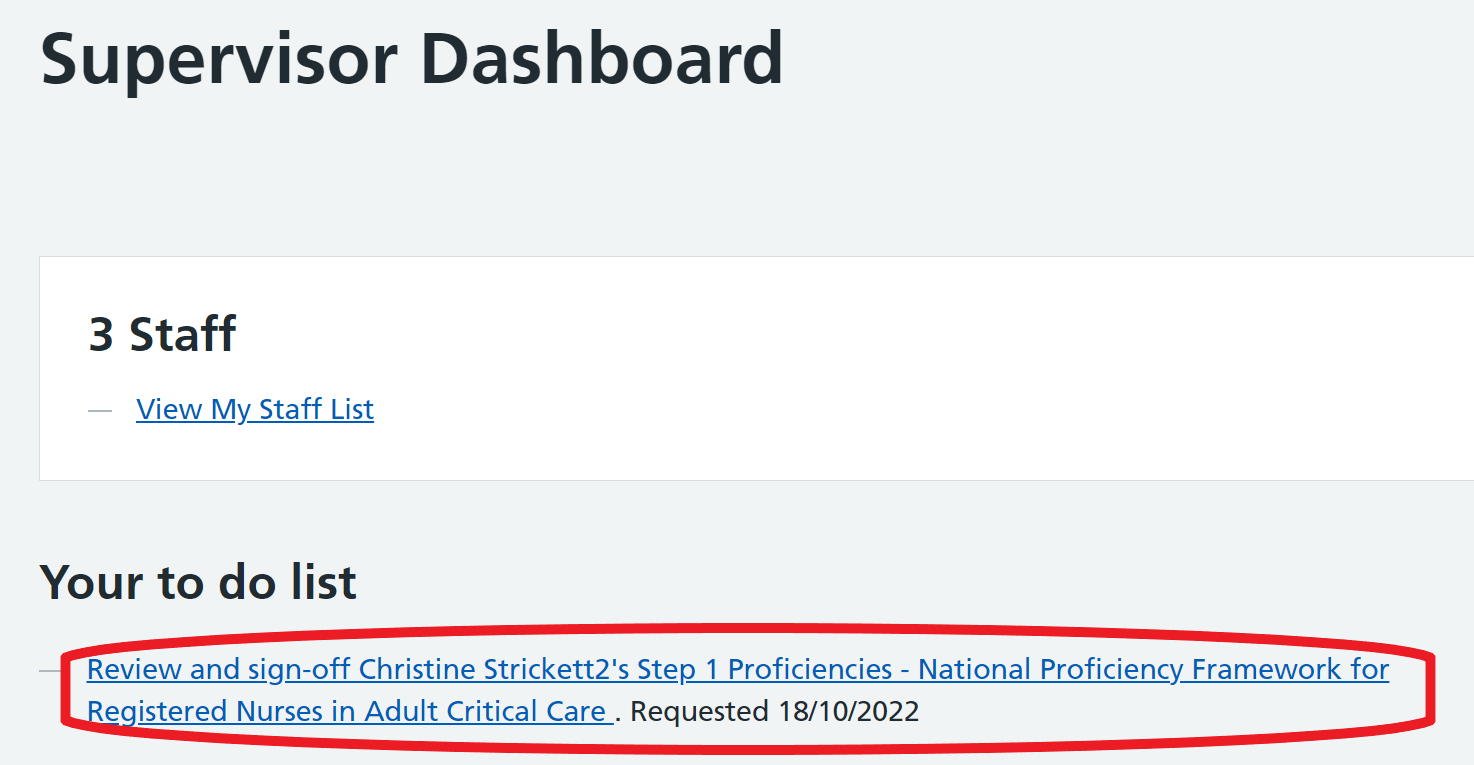 Supervisor Dashboard
3 Staff
View My Staff List
Your to do list
Review and sign-off Christine Strickett2's Step 1 Proficiencies - National Proficiency Framework for
Registered Nurses in Adult Critical Care . Requested 18/10/2022